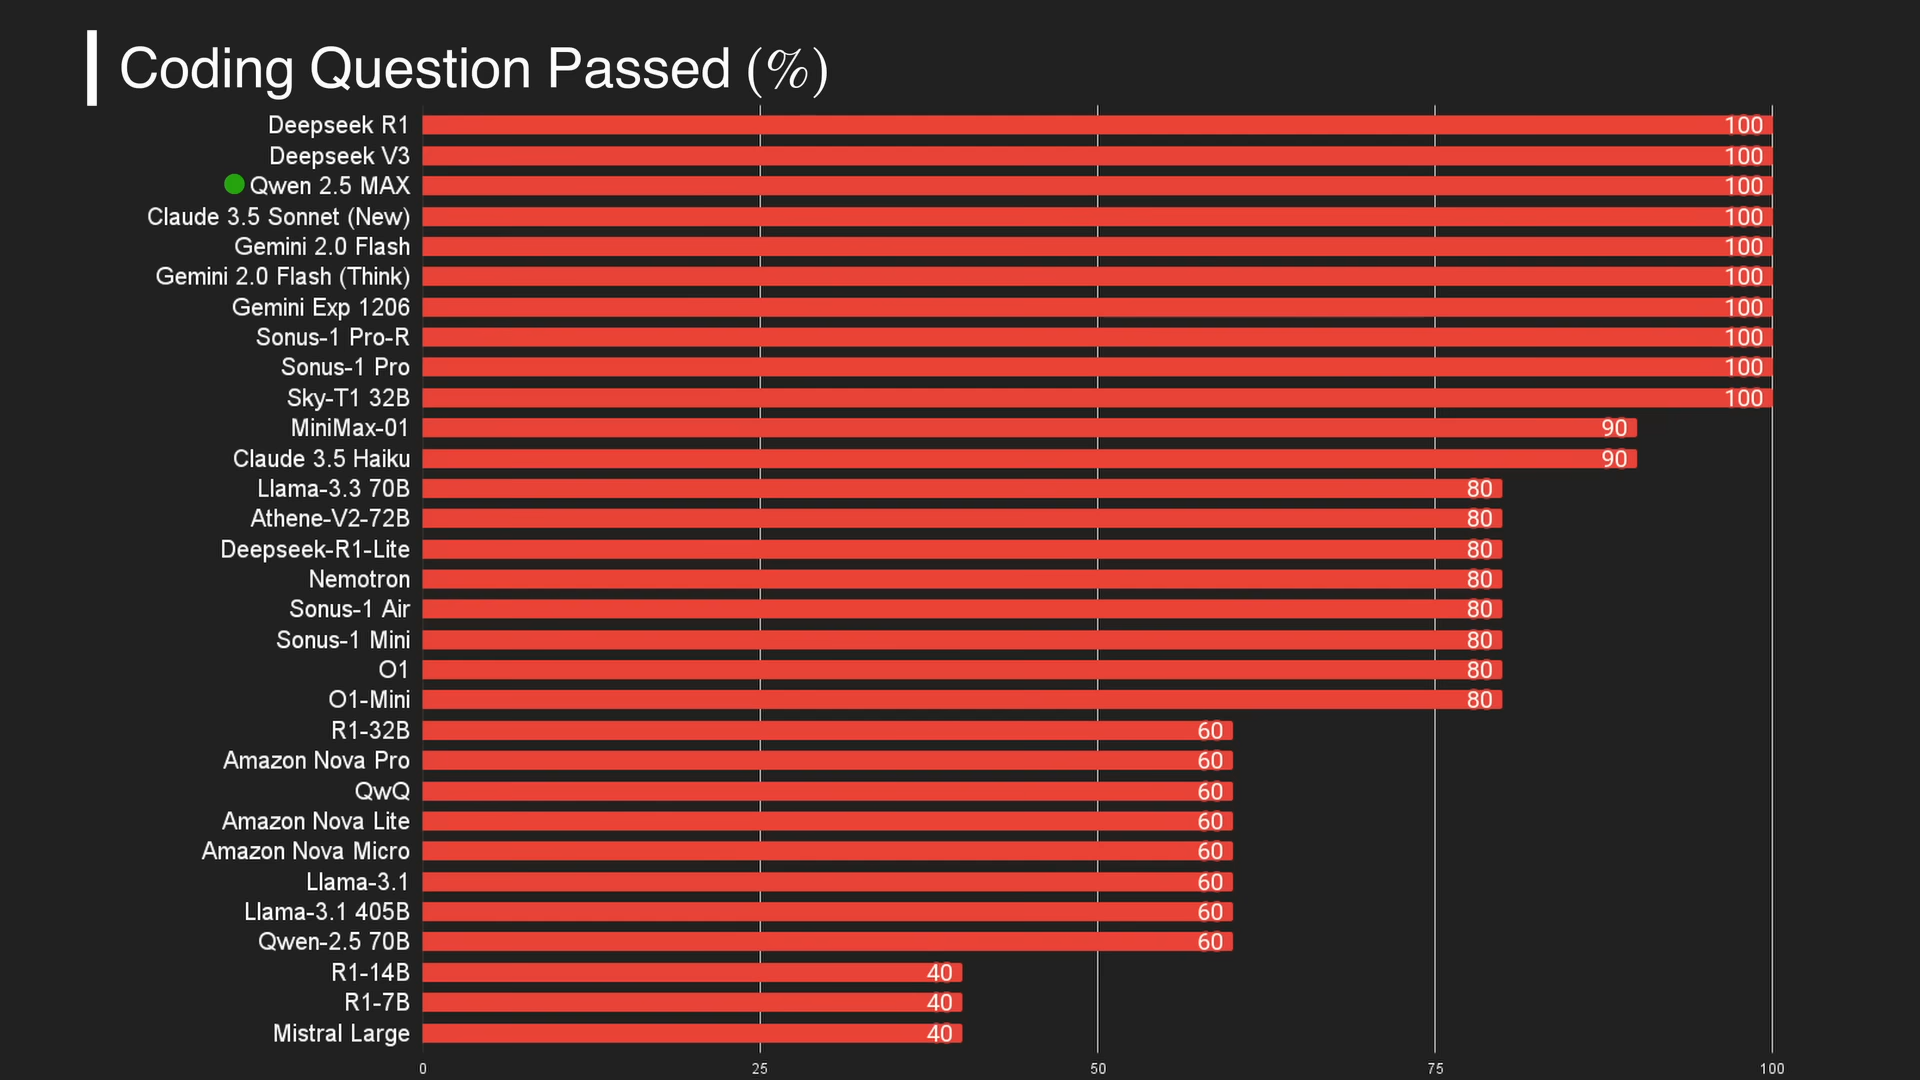 Coding Question Passed (%)
Deepseek R1 100
Deepseek V3 100
Qwen 2.5 MAX 100
Claude 3.5 Sonnet (New) 100
Gemini 2.0 Flash 100
Gemini 2.0 Flash (Think) 100
Gemini Exp 1206 100
Sonus-1 Pro-R 100
Sonus-1 Pro 100
Sky-T1 32B 100
MiniMax-01 90
Claude 3.5 Haiku 90
Llama-3.3 70B 80
Athene-V2-72B 80
Deepseek-R1-Lite 80
Nemotron 80
Sonus-1 Air 80
Sonus-1 Mini 80
O1 80
O1-Mini 80
R1-32B 60
Amazon Nova Pro 60
QwQ 60
Amazon Nova Lite 60
Amazon Nova Micro 60
Llama-3.1 60
Llama-3.1 405B 60
Qwen-2.5 70B 60
R1-14B 40
R1-7B 40
Mistral Large 40
0 25 50 75 100